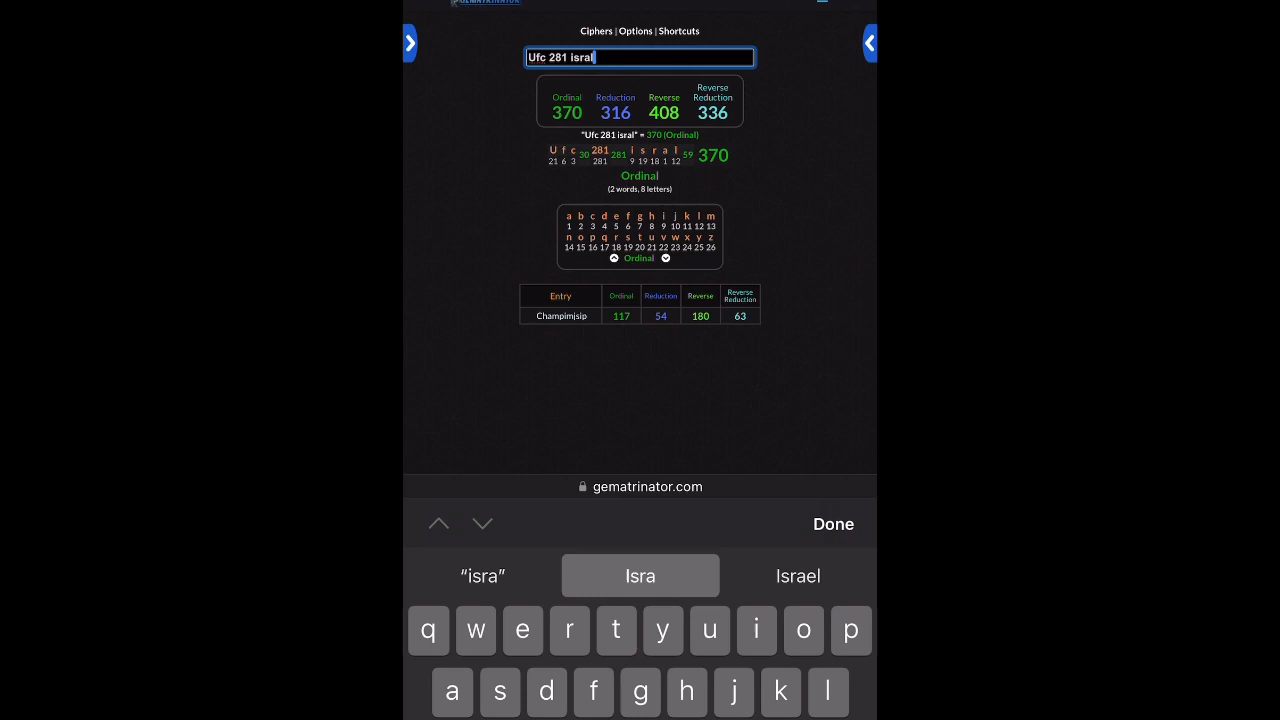 GEMATRINATOR
Ciphers | Options | Shortcuts
Ufc 281 isral
Ordinal Reduction Reverse Reverse Reduction
370 316 408 336
"Ufc 281 isral" = 370 (Ordinal)
U f c 30 281 281 i s r a l 59 370
21 6 3 281 9 19 18 1 12
Ordinal
(2 words, 8 letters)
a b c d e f g h i j k l m
1 2 3 4 5 6 7 8 9 10 11 12 13
n o p q r s t u v w x y z
14 15 16 17 18 19 20 21 22 23 24 25 26
Ordinal
Entry Ordinal Reduction Reverse Reverse Reduction
Champimjsip 117 54 180 63
gematrinator.com
Done
“isra” Isra Israel
q w e r t y u i o p
a s d f g h j k l